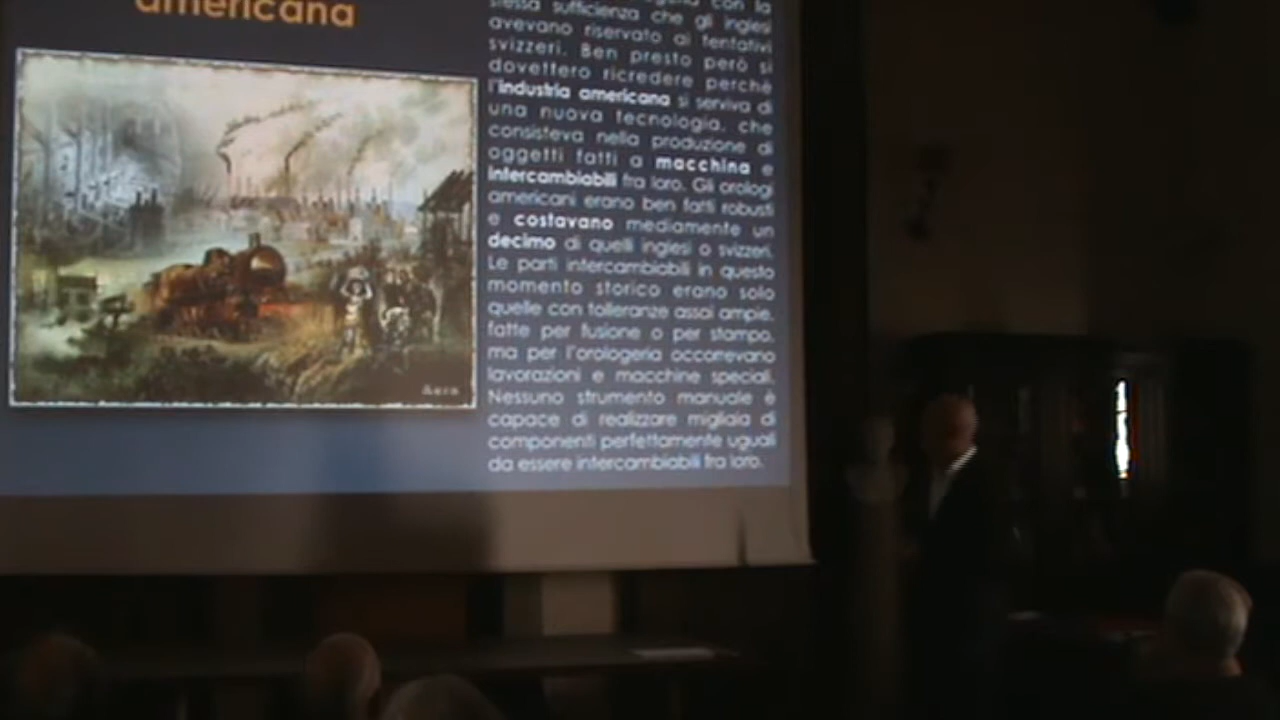 americana
con la
stessa sufficienza che gli inglesi
avevano riservato ai tentativi
svizzeri. Ben presto però si
dovettero ricredere perché
l'industria americana si serviva di
una nuova tecnologia, che
consisteva nella produzione di
oggetti fatti a macchina e
intercambiabili fra loro. Gli orologi
americani erano ben fatti robusti
e costavano mediamente un
decimo di quelli inglesi o svizzeri.
Le parti intercambiabili in questo
momento storico erano solo
quelle con tolleranze assai ampie,
fatte per fusione o per stampo,
ma per l'orologeria occorrevano
lavorazioni e macchine speciali.
Nessuno strumento manuale è
capace di realizzare migliaia di
componenti perfettamente uguali
da essere intercambiabili fra loro.